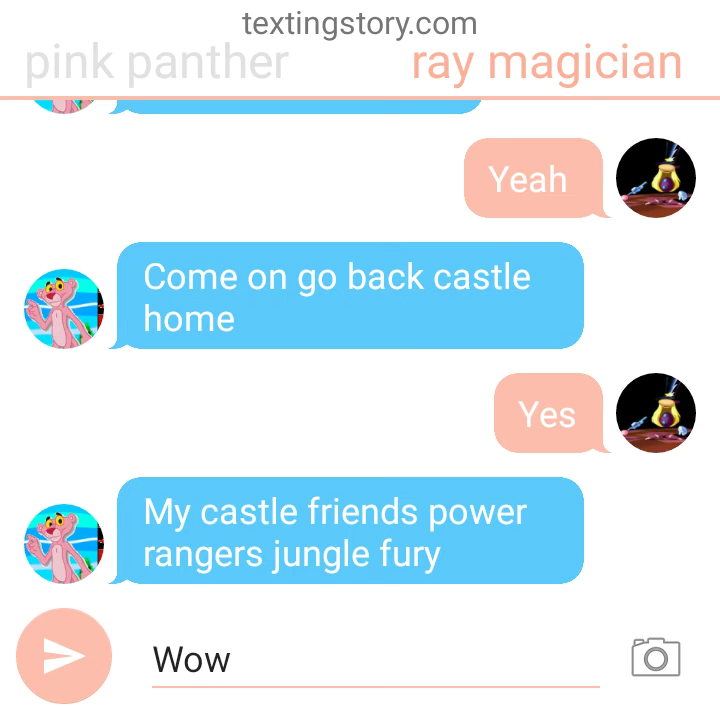 textingstory.com
pink panther
ray magician
Yeah
Come on go back castle
home
Yes
My castle friends power
rangers jungle fury
Wow